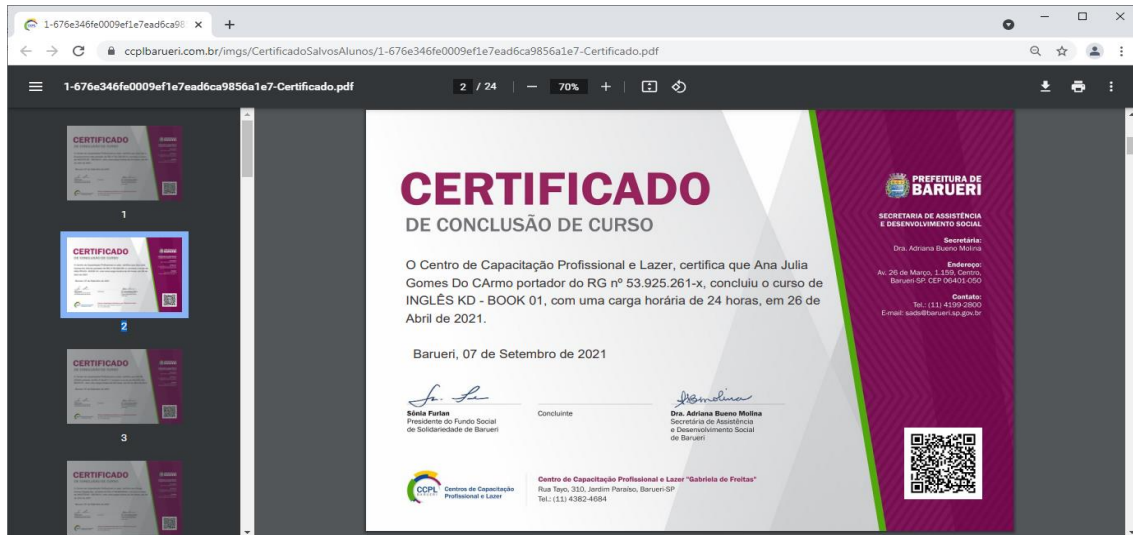 1-676e346fe0009ef1e7ead6ca98
ccplbarueri.com.br/imgs/CertificadoSalvosAlunos/1-676e346fe0009ef1e7ead6ca9856a1e7-Certificado.pdf
1-676e346fe0009ef1e7ead6ca9856a1e7-Certificado.pdf
2 / 24
70%
CERTIFICADO
1
CERTIFICADO
2
CERTIFICADO
3
CERTIFICADO
CERTIFICADO
DE CONCLUSÃO DE CURSO
O Centro de Capacitação Profissional e Lazer, certifica que Ana Julia
Gomes Do CArmo portador do RG nº 53.925.261-x, concluiu o curso de
INGLÊS KD - BOOK 01, com uma carga horária de 24 horas, em 26 de
Abril de 2021.
Barueri, 07 de Setembro de 2021
Sônia Furlan
Presidente do Fundo Social
de Solidariedade de Barueri
Concluinte
Dra. Adriana Bueno Molina
Secretária de Assistência
e Desenvolvimento Social
de Barueri
CCPL
BARUERI
Centros de Capacitação
Profissional e Lazer
Centro de Capacitação Profissional e Lazer "Gabriela de Freitas"
Rua Tayo, 310, Jardim Paraíso, Barueri-SP
Tel.: (11) 4382-4684
PREFEITURA DE
BARUERI
SECRETARIA DE ASSISTÊNCIA
E DESENVOLVIMENTO SOCIAL
Secretária:
Dra. Adriana Bueno Molina
Endereço:
Av. 26 de Março, 1.159, Centro,
Barueri-SP. CEP 06401-050
Contato:
Tel.: (11) 4199-2800
E-mail: sads@barueri.sp.gov.br